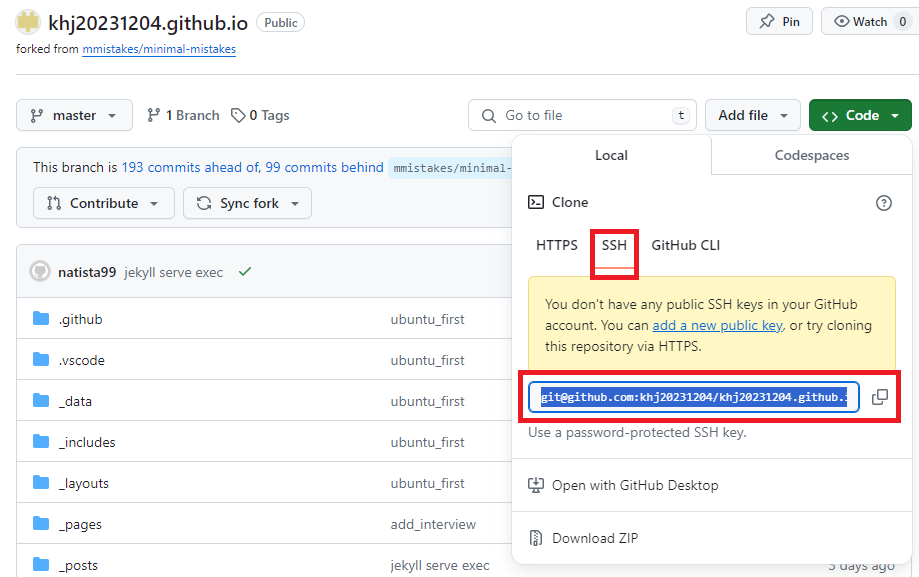 khj20231204.github.io Public
Pin
Watch 0
forked from mmistakes/minimal-mistakes
master
1 Branch
0 Tags
Go to file t
Add file
Code
This branch is 193 commits ahead of, 99 commits behind mmistakes/minimal-
Contribute
Sync fork
natista99 jekyll serve exec
.github ubuntu_first
.vscode ubuntu_first
_data ubuntu_first
_includes ubuntu_first
_layouts ubuntu_first
_pages add_interview
_posts jekyll serve exec 3 days ago
Local Codespaces
Clone
HTTPS SSH GitHub CLI
You don't have any public SSH keys in your GitHub
account. You can add a new public key, or try cloning
this repository via HTTPS.
git@github.com:khj20231204/khj20231204.github.i
Use a password-protected SSH key.
Open with GitHub Desktop
Download ZIP